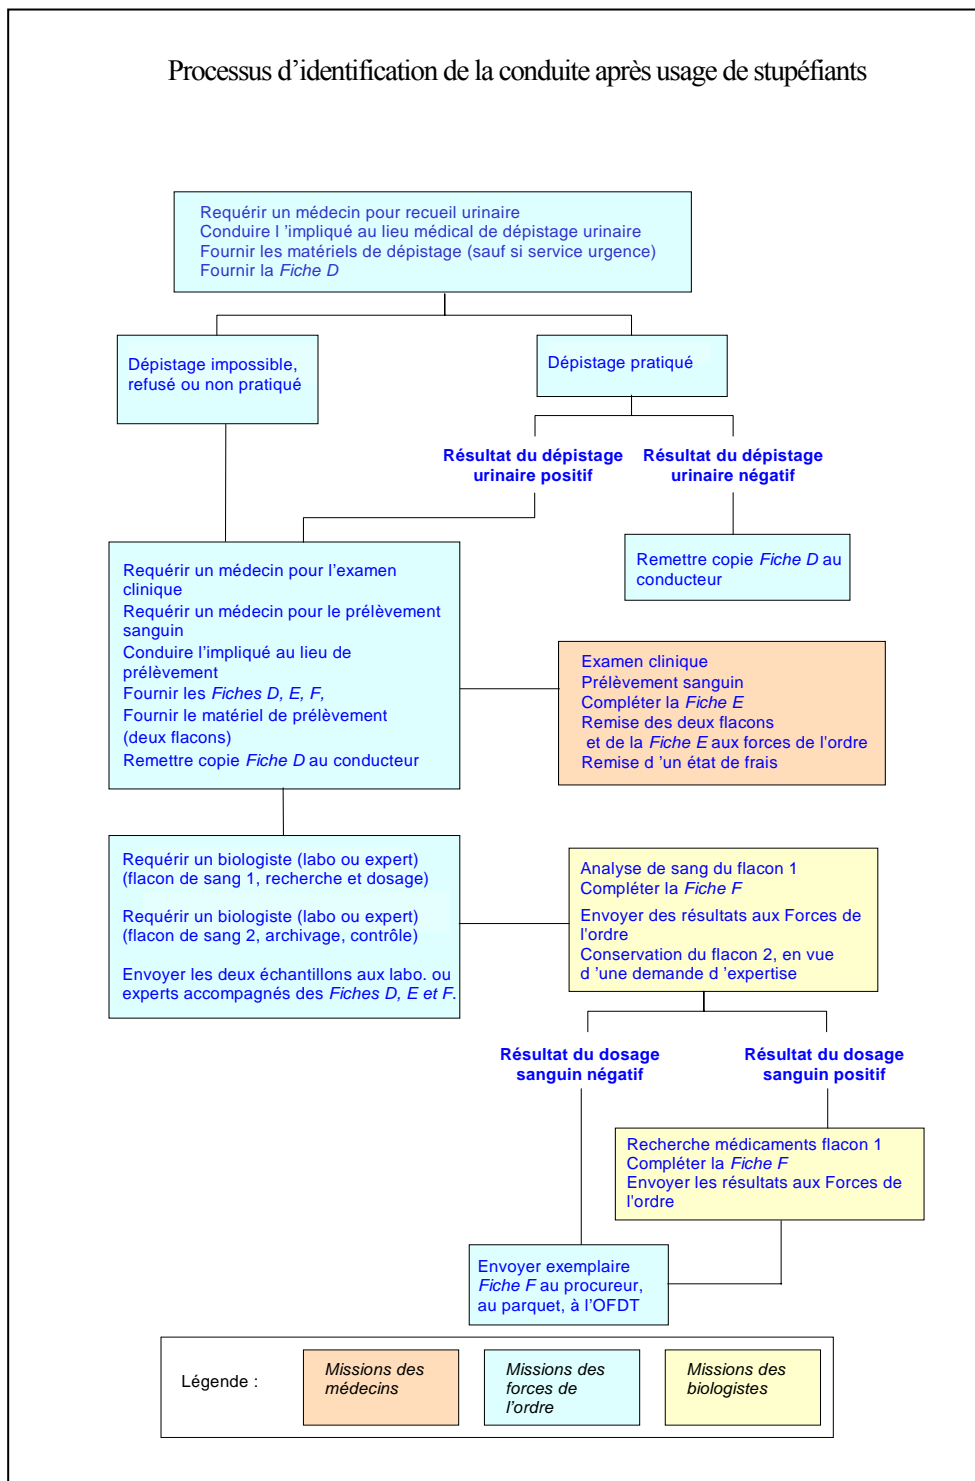 Processus d’identification de la conduite après usage de stupéfiants
Requérir un médecin pour recueil urinaire
Conduire l ’impliqué au lieu médical de dépistage urinaire
Fournir les matériels de dépistage (sauf si service urgence)
Fournir la Fiche D
Dépistage impossible,
refusé ou non pratiqué
Dépistage pratiqué
Résultat du dépistage
urinaire positif
Résultat du dépistage
urinaire négatif
Remettre copie Fiche D au
conducteur
Requérir un médecin pour l’examen
clinique
Requérir un médecin pour le prélèvement
sanguin
Conduire l’impliqué au lieu de
prélèvement
Fournir les Fiches D, E, F,
Fournir le matériel de prélèvement
(deux flacons)
Remettre copie Fiche D au conducteur
Examen clinique
Prélèvement sanguin
Compléter la Fiche E
Remise des deux flacons
et de la Fiche E aux forces de l’ordre
Remise d ’un état de frais
Requérir un biologiste (labo ou expert)
(flacon de sang 1, recherche et dosage)
Requérir un biologiste (labo ou expert)
(flacon de sang 2, archivage, contrôle)
Envoyer les deux échantillons aux labo. ou
experts accompagnés des Fiches D, E et F.
Analyse de sang du flacon 1
Compléter la Fiche F
Envoyer des résultats aux Forces de
l’ordre
Conservation du flacon 2, en vue
d ’une demande d ’expertise
Résultat du dosage
sanguin négatif
Résultat du dosage
sanguin positif
Recherche médicaments flacon 1
Compléter la Fiche F
Envoyer les résultats aux Forces de
l’ordre
Envoyer exemplaire
Fiche F au procureur,
au parquet, à l’OFDT
Légende :
Missions des
médecins
Missions des
forces de
l’ordre
Missions des
biologistes